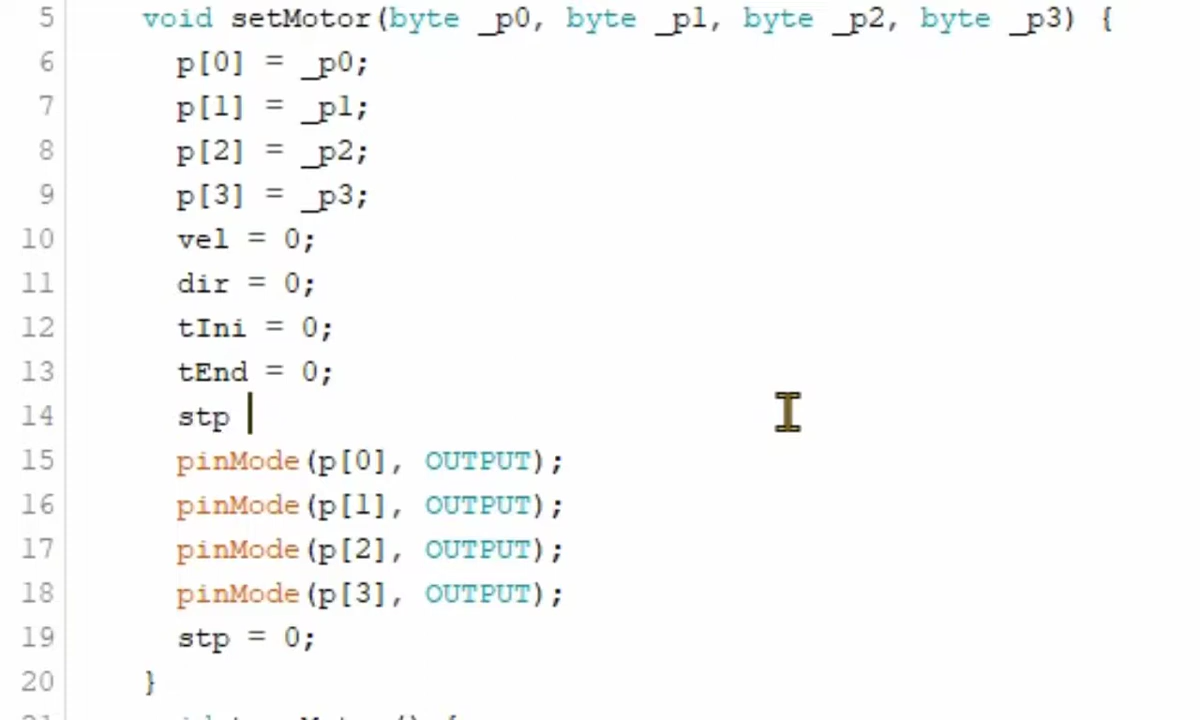 5 void setMotor(byte _p0, byte _p1, byte _p2, byte _p3) {
6 p[0] = _p0;
7 p[1] = _p1;
8 p[2] = _p2;
9 p[3] = _p3;
10 vel = 0;
11 dir = 0;
12 tIni = 0;
13 tEnd = 0;
14 stp
15 pinMode(p[0], OUTPUT);
16 pinMode(p[1], OUTPUT);
17 pinMode(p[2], OUTPUT);
18 pinMode(p[3], OUTPUT);
19 stp = 0;
20 }